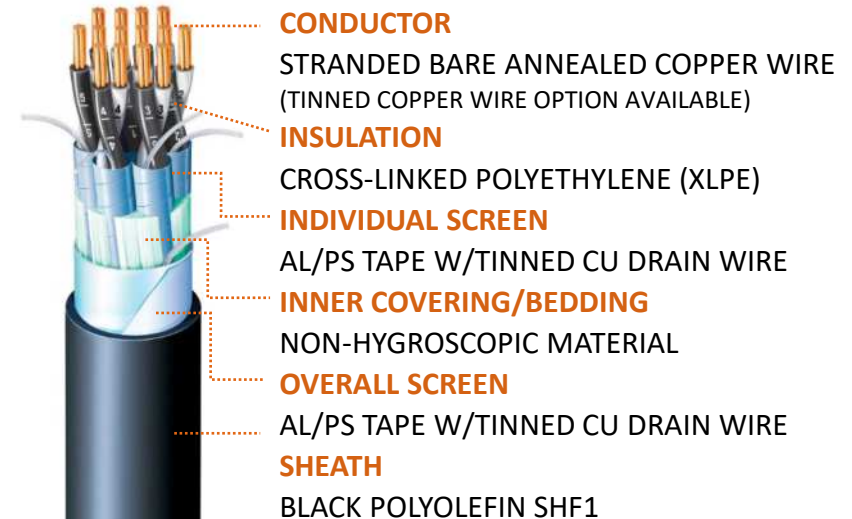 CONDUCTOR
STRANDED BARE ANNEALED COPPER WIRE
(TINNED COPPER WIRE OPTION AVAILABLE)
INSULATION
CROSS-LINKED POLYETHYLENE (XLPE)
INDIVIDUAL SCREEN
AL/PS TAPE W/TINNED CU DRAIN WIRE
INNER COVERING/BEDDING
NON-HYGROSCOPIC MATERIAL
OVERALL SCREEN
AL/PS TAPE W/TINNED CU DRAIN WIRE
SHEATH
BLACK POLYOLEFIN SHF1